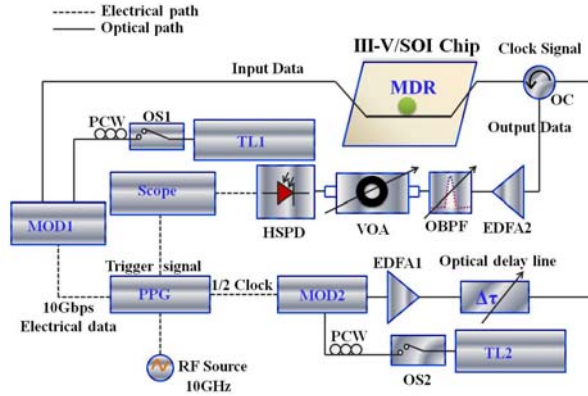 Electrical path
Optical path
III-V/SOI Chip
Clock Signal
Input Data
MDR
OC
PCW
OS1
Output Data
TL1
Scope
MOD1
HSPD
VOA
OBPF
EDFA2
Trigger signal
EDFA1
Optical delay line
10Gbps
Electrical data
PPG
1/2 Clock
MOD2
Δτ
PCW
TL2
OS2
RF Source
10GHz